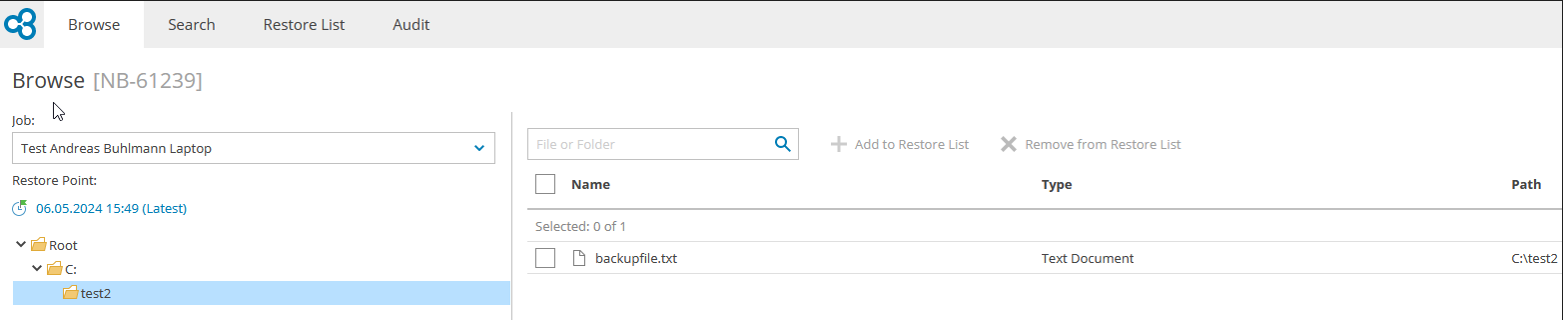 Browse Search Restore List Audit
Browse [NB-61239]
Job:
Test Andreas Buhlmann Laptop
Restore Point:
06.05.2024 15:49 (Latest)
Root
C:
test2
File or Folder Add to Restore List Remove from Restore List
Name Type Path
Selected: 0 of 1
backupfile.txt Text Document C:\test2